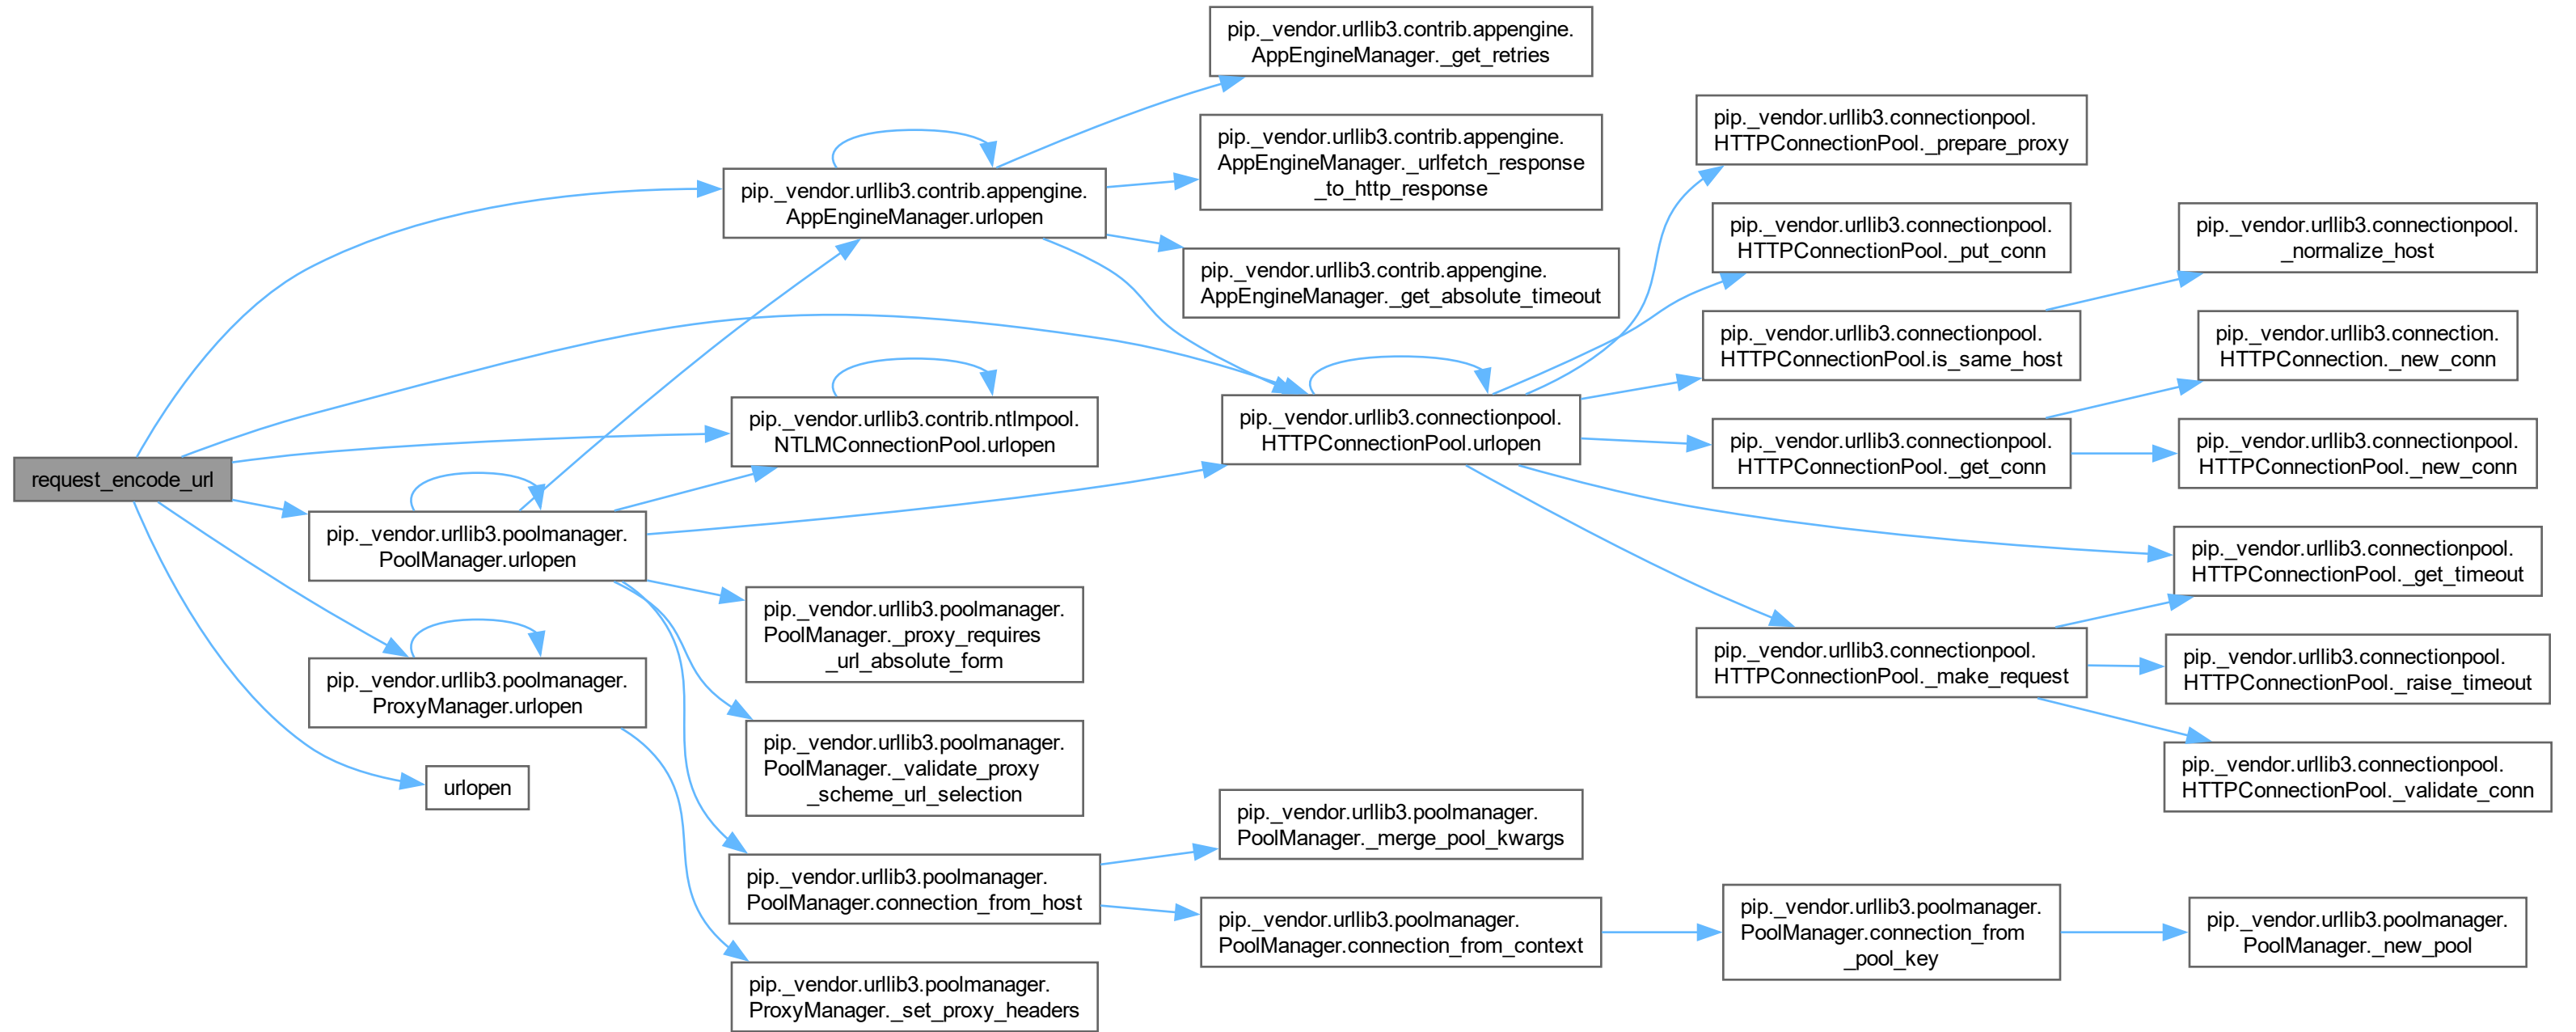 request_encode_url
pip._vendor.urllib3.contrib.appengine.
AppEngineManager.urlopen
pip._vendor.urllib3.contrib.ntlmpool.
NTLMConnectionPool.urlopen
pip._vendor.urllib3.poolmanager.
PoolManager.urlopen
pip._vendor.urllib3.poolmanager.
ProxyManager.urlopen
urlopen
pip._vendor.urllib3.poolmanager.
PoolManager._proxy_requires
_url_absolute_form
pip._vendor.urllib3.poolmanager.
PoolManager._validate_proxy
_scheme_url_selection
pip._vendor.urllib3.poolmanager.
PoolManager.connection_from_host
pip._vendor.urllib3.poolmanager.
ProxyManager._set_proxy_headers
pip._vendor.urllib3.contrib.appengine.
AppEngineManager._get_retries
pip._vendor.urllib3.contrib.appengine.
AppEngineManager._urlfetch_response
_to_http_response
pip._vendor.urllib3.contrib.appengine.
AppEngineManager._get_absolute_timeout
pip._vendor.urllib3.connectionpool.
HTTPConnectionPool.urlopen
pip._vendor.urllib3.poolmanager.
PoolManager._merge_pool_kwargs
pip._vendor.urllib3.poolmanager.
PoolManager.connection_from_context
pip._vendor.urllib3.connectionpool.
HTTPConnectionPool._prepare_proxy
pip._vendor.urllib3.connectionpool.
HTTPConnectionPool._put_conn
pip._vendor.urllib3.connectionpool.
HTTPConnectionPool.is_same_host
pip._vendor.urllib3.connectionpool.
HTTPConnectionPool._get_conn
pip._vendor.urllib3.connectionpool.
HTTPConnectionPool._make_request
pip._vendor.urllib3.poolmanager.
PoolManager.connection_from
_pool_key
pip._vendor.urllib3.connectionpool.
_normalize_host
pip._vendor.urllib3.connection.
HTTPConnection._new_conn
pip._vendor.urllib3.connectionpool.
HTTPConnectionPool._new_conn
pip._vendor.urllib3.connectionpool.
HTTPConnectionPool._get_timeout
pip._vendor.urllib3.connectionpool.
HTTPConnectionPool._raise_timeout
pip._vendor.urllib3.connectionpool.
HTTPConnectionPool._validate_conn
pip._vendor.urllib3.poolmanager.
PoolManager._new_pool